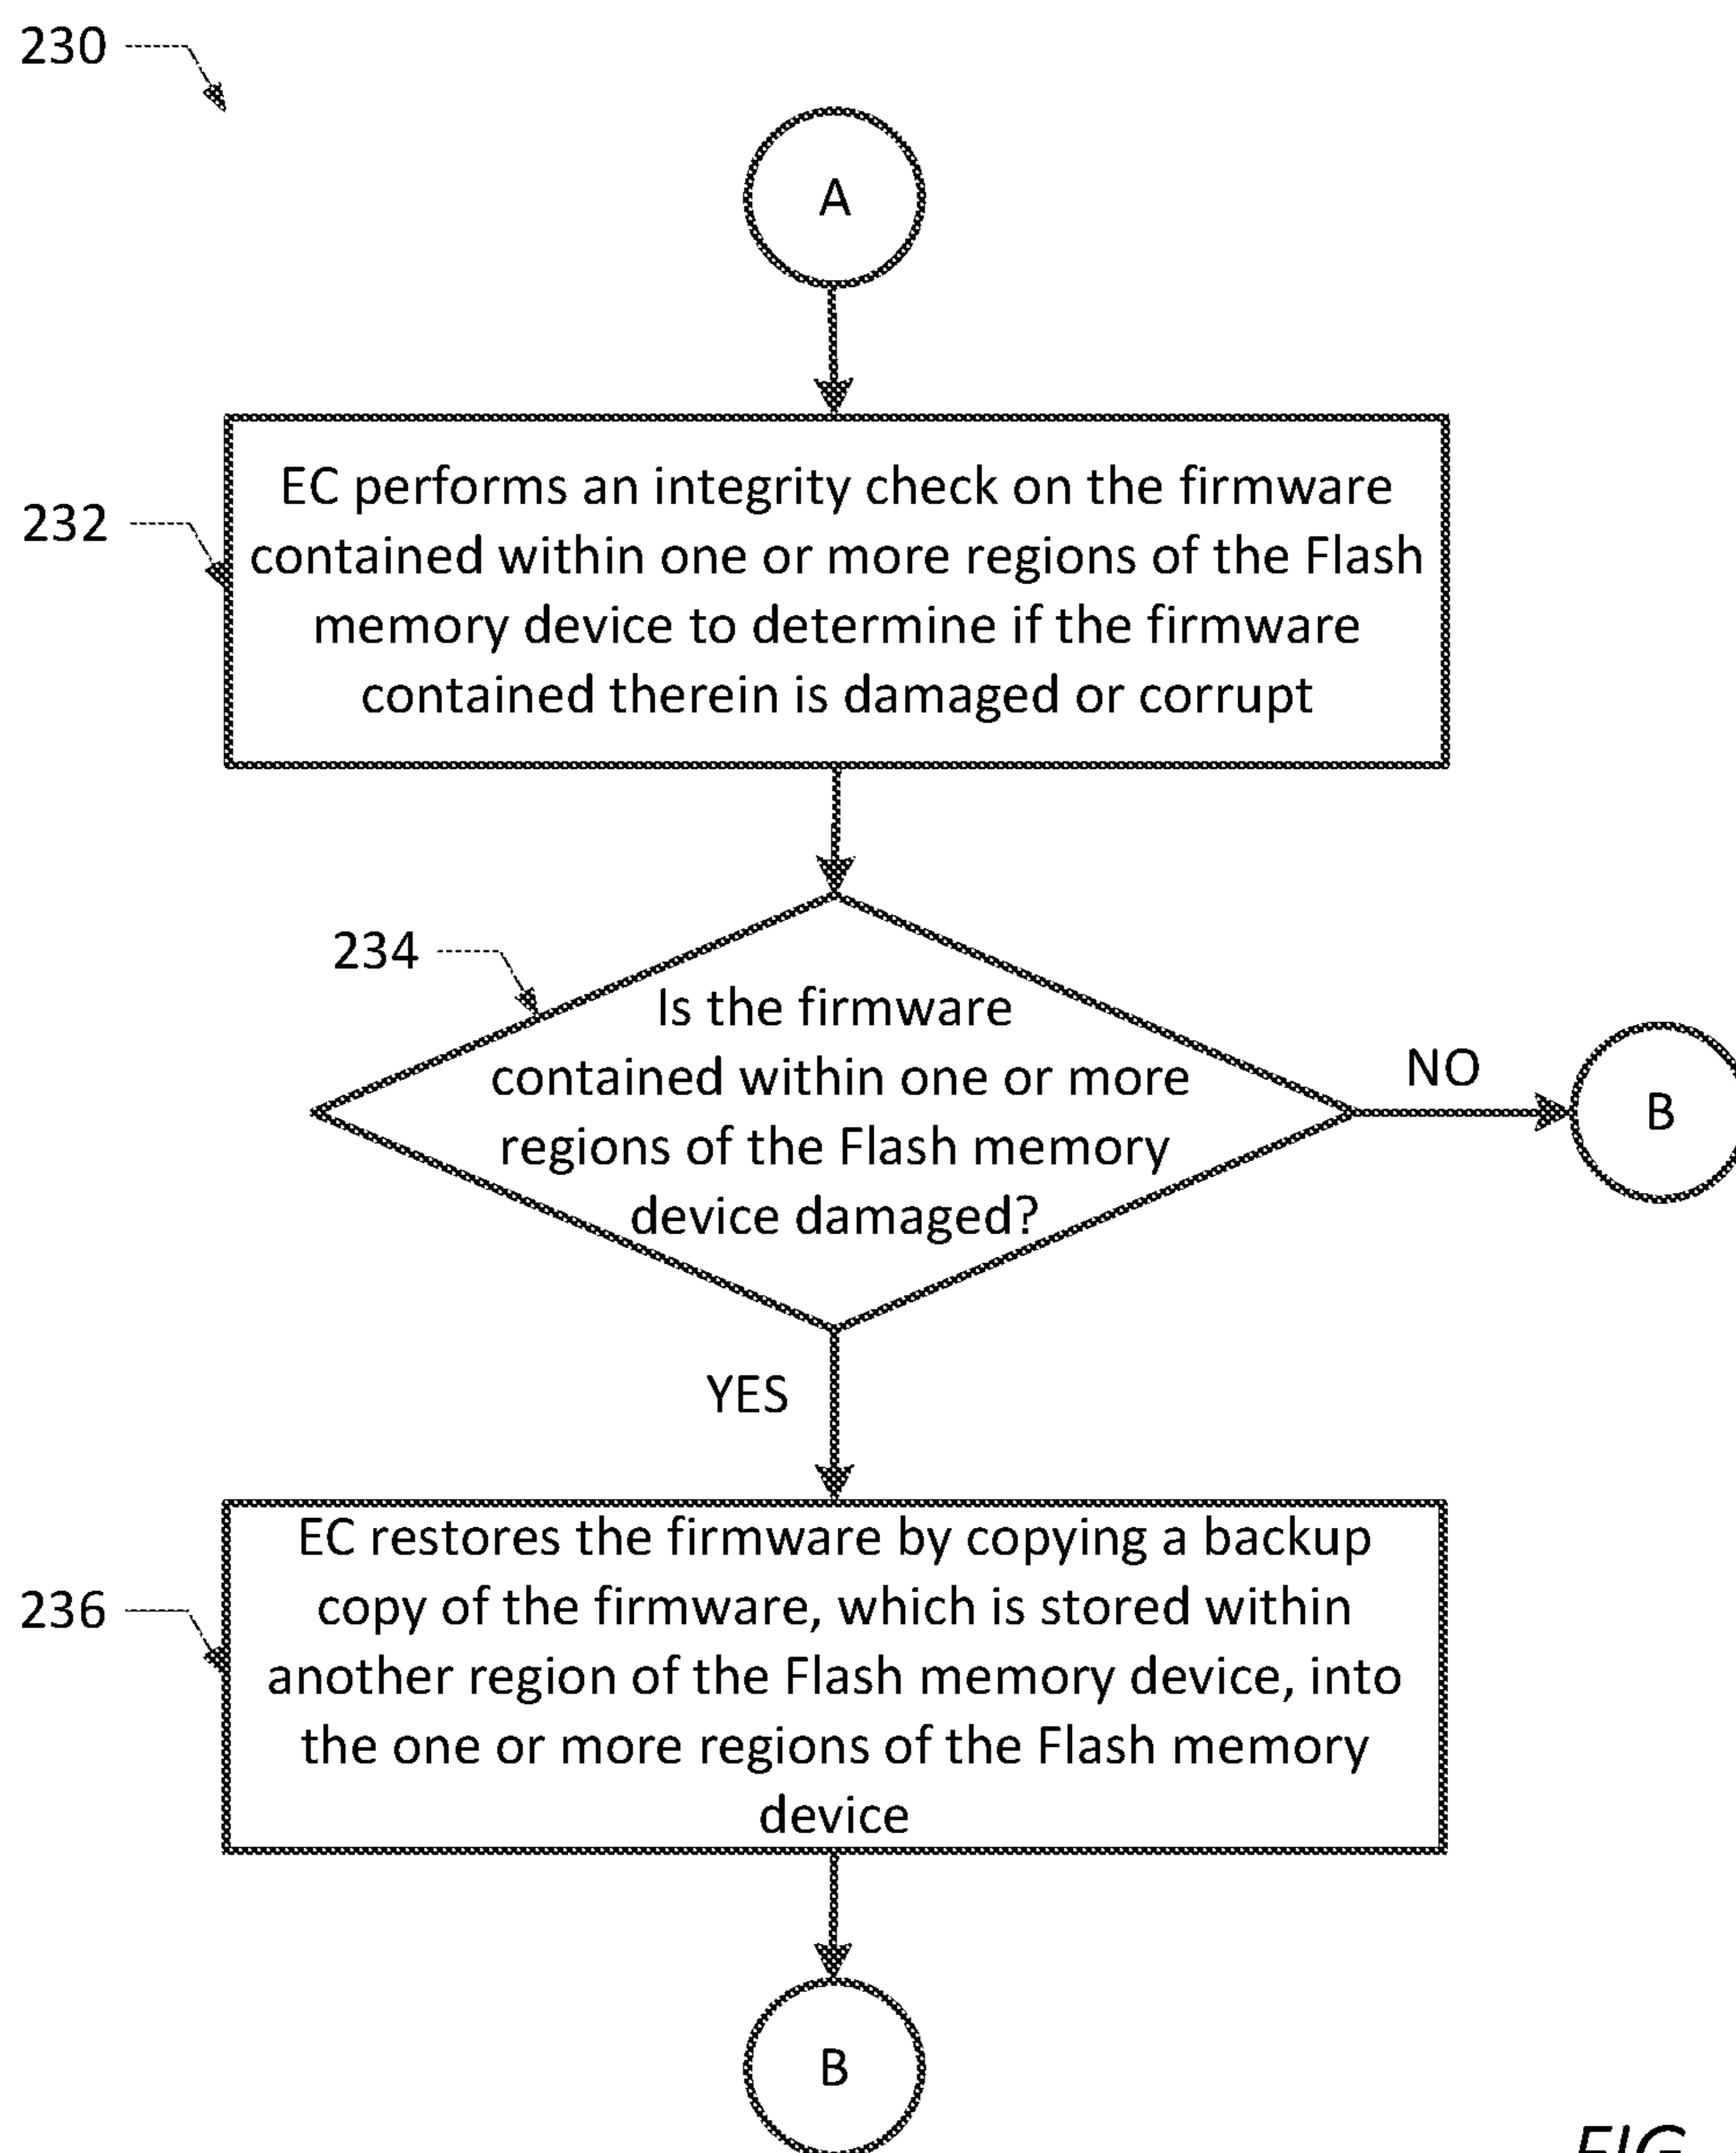 230
A
232
EC performs an integrity check on the firmware
contained within one or more regions of the Flash
memory device to determine if the firmware
contained therein is damaged or corrupt
234
Is the firmware
contained within one or more
regions of the Flash memory
device damaged?
NO
B
YES
236
EC restores the firmware by copying a backup
copy of the firmware, which is stored within
another region of the Flash memory device, into
the one or more regions of the Flash memory
device
B
FIG